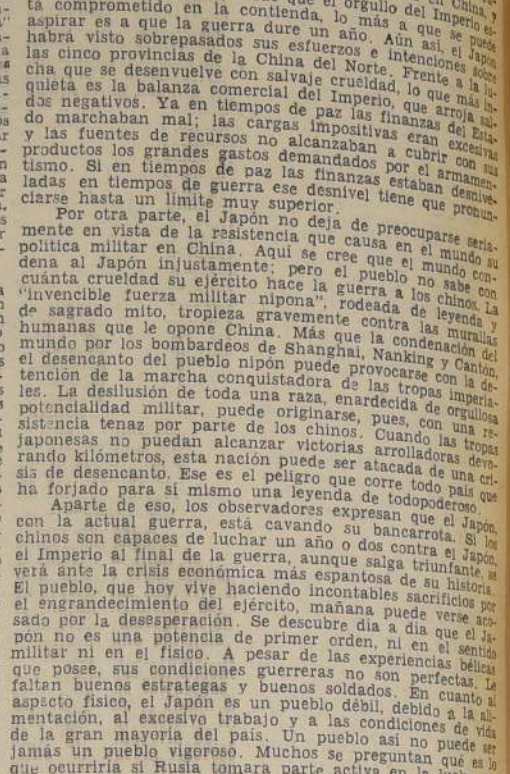 que el orgullo del Imperio es-
tá comprometido en la contienda, lo más a que se puede
aspirar es a que la guerra dure un año. Aún así, el Japón
habrá visto sobrepasados sus esfuerzos e intenciones sobre
las cinco provincias de la China del Norte. Frente a la lu-
cha que se desenvuelve con salvaje crueldad, lo que más in-
quieta es la balanza comercial del Imperio, que arroja sal-
dos negativos. Ya en tiempos de paz las finanzas del Esta-
do marchaban mal; las cargas impositivas eran excesivas
y las fuentes de recursos no alcanzaban a cubrir con sus
productos los grandes gastos demandados por el armamen-
tismo. Si en tiempos de paz las finanzas estaban desnive-
ladas en tiempos de guerra ese desnivel tiene que pronun-
ciarse hasta un límite muy superior.
Por otra parte, el Japón no deja de preocuparse seria-
mente en vista de la resistencia que causa en el mundo su
política militar en China. Aquí se cree que el mundo con-
dena al Japón injustamente; pero el pueblo no sabe con
cuánta crueldad su ejército hace la guerra a los chinos. La
"invencible fuerza militar nipona", rodeada de leyenda y
de sagrado mito, tropieza gravemente contra las murallas
humanas que le opone China. Más que la condenación del
mundo por los bombardeos de Shanghai, Nanking y Cantón,
el desencanto del pueblo nipón puede provocarse con la de-
tención de la marcha conquistadora de las tropas imperia-
les. La desilusión de toda una raza, enardecida de orgullosa
potencialidad militar, puede originarse, pues, con una re-
sistencia tenaz por parte de los chinos. Cuando las tropas
japonesas no puedan alcanzar victorias arrolladoras devo-
rando kilómetros, esta nación puede ser atacada de una cri-
sis de desencanto. Ese es el peligro que corre todo país que
ha forjado para sí mismo una leyenda de todopoderoso.
Aparte de eso, los observadores expresan que el Japón,
con la actual guerra, está cavando su bancarrota. Si los
chinos son capaces de luchar un año o dos contra el Japón,
el Imperio al final de la guerra, aunque salga triunfante, se
verá ante la crisis económica más espantosa de su historia.
El pueblo, que hoy vive haciendo incontables sacrificios por
el engrandecimiento del ejército, mañana puede verse aco-
sado por la desesperación. Se descubre día a día que el Ja-
pón no es una potencia de primer orden, ni en el sentido
militar ni en el físico. A pesar de las experiencias bélicas
que posee, sus condiciones guerreras no son perfectas. Le
faltan buenos estrategas y buenos soldados. En cuanto al
aspecto físico, el Japón es un pueblo débil, debido a la ali-
mentación, al excesivo trabajo y a las condiciones de vida
de la gran mayoría del país. Un pueblo así no puede ser
jamás un pueblo vigoroso. Muchos se preguntan qué es lo
que ocurriría si Rusia tomara parte activa en